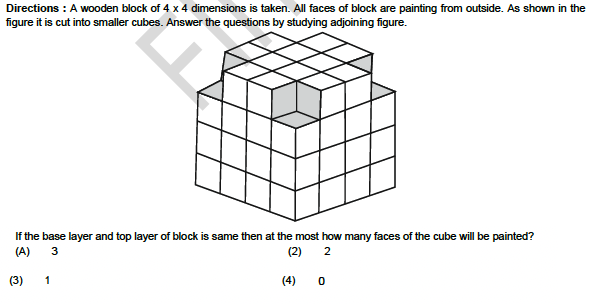 Directions : A wooden block of 4 x 4 dimensions is taken. All faces of block are painting from outside. As shown in the
figure it is cut into smaller cubes. Answer the questions by studying adjoining figure.
If the base layer and top layer of block is same then at the most how many faces of the cube will be painted?
(A) 3 (2) 2
(3) 1 (4) 0